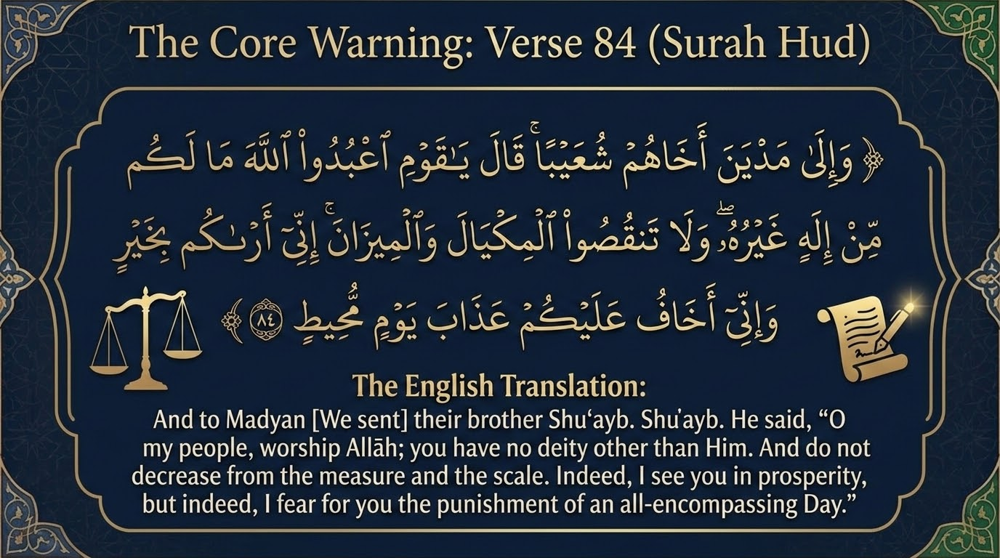 The Core Warning: Verse 84 (Surah Hud)
﴿ وَإِلَىٰ مَدۡيَنَ أَخَاهُمۡ شُعَيۡبٗاۚ قَالَ يَٰقَوۡمِ ٱعۡبُدُواْ ٱللَّهَ مَا لَكُم
مِّنۡ إِلَٰهٍ غَيۡرُهُۥۖ وَلَا تَنقُصُواْ ٱلۡمِكۡيَالَ وَٱلۡمِيزَانَۚ إِنِّيٓ أَرَىٰكُم بِخَيۡرٖ
وَإِنِّيٓ أَخَافُ عَلَيۡكُمۡ عَذَابَ يَوۡمٖ مُّحِيطٖ ٨٤ ﴾
The English Translation:
And to Madyan [We sent] their brother Shu‘ayb. Shu'ayb. He said, “O
my people, worship Allāh; you have no deity other than Him. And do not
decrease from the measure and the scale. Indeed, I see you in prosperity,
but indeed, I fear for you the punishment of an all-encompassing Day.”